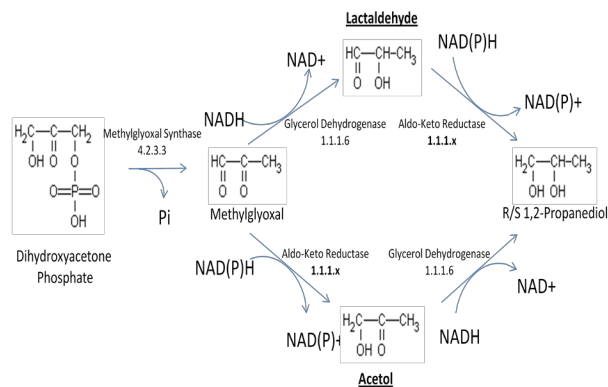 Lactaldehyde
NAD(P)H
NAD+
HC—CH—CH3
O OH
NAD(P)+
NADH
Glycerol Dehydrogenase
1.1.1.6
Aldo-Keto Reductase
1.1.1.x
H2C—C—CH2
OH O O
O=P=O
OH
Methylglyoxal Synthase
4.2.3.3
Pi
HC—C—CH3
O O
Methylglyoxal
H2C—CH—CH3
OH OH
R/S 1,2-Propanediol
Dihydroxyacetone
Phosphate
Aldo-Keto Reductase
1.1.1.x
NAD(P)H
Glycerol Dehydrogenase
1.1.1.6
NAD+
NAD(P)+
H2C—C—CH3
OH O
NADH
Acetol